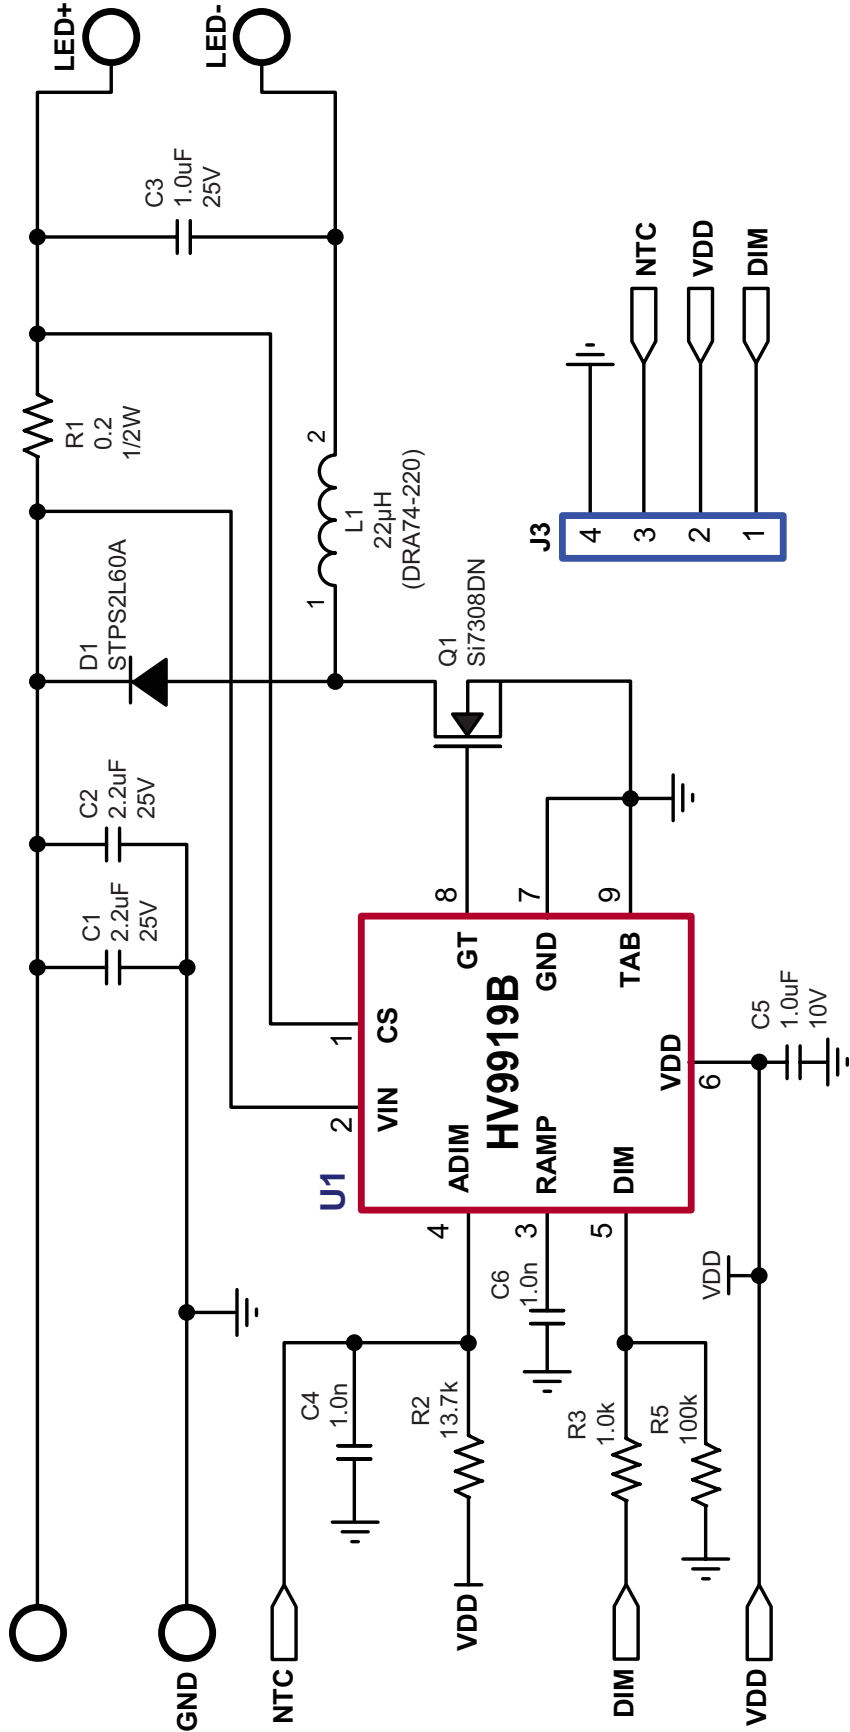 GND
C1
2.2uF
25V
C2
2.2uF
25V
D1
STPS2L60A
R1
0.2
1/2W
C3
1.0uF
25V
LED+
LED-
NTC
C4
1.0n
VDD
R2
13.7k
U1
2
1
VIN
CS
4
ADIM
HV9919B
GT
8
3
RAMP
GND
7
5
DIM
TAB
9
VDD
6
C6
1.0n
DIM
R3
1.0k
R5
100k
VDD
VDD
C5
1.0uF
10V
Q1
Si7308DN
1
2
L1
22µH
(DRA74-220)
J3
4
3
NTC
2
VDD
1
DIM